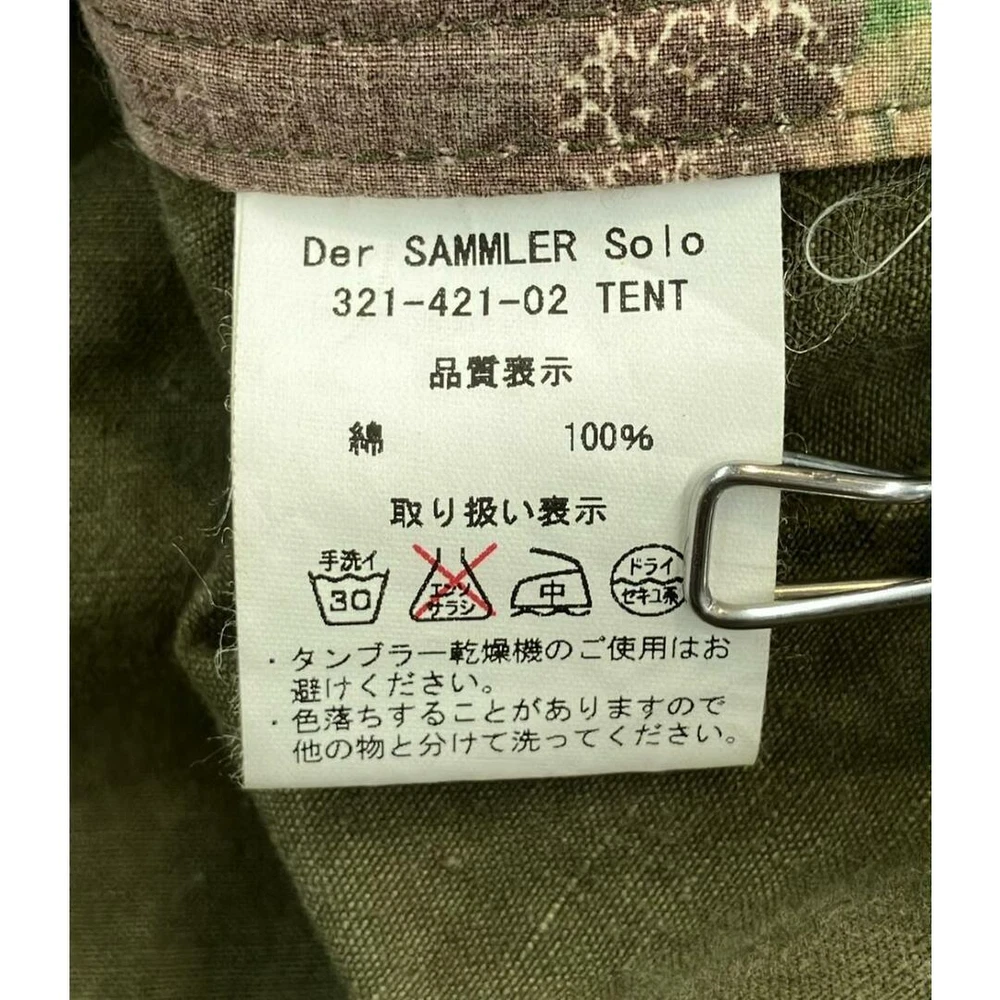 Der SAMMLER Solo
321-421-02 TENT
品質表示
綿 100%
取り扱い表示
手洗イ
30
エンソ
サラシ
中
ドライ
セキユ系
・タンブラー乾燥機のご使用はお
避けください。
・色落ちすることがありますので
他の物と分けて洗ってください。